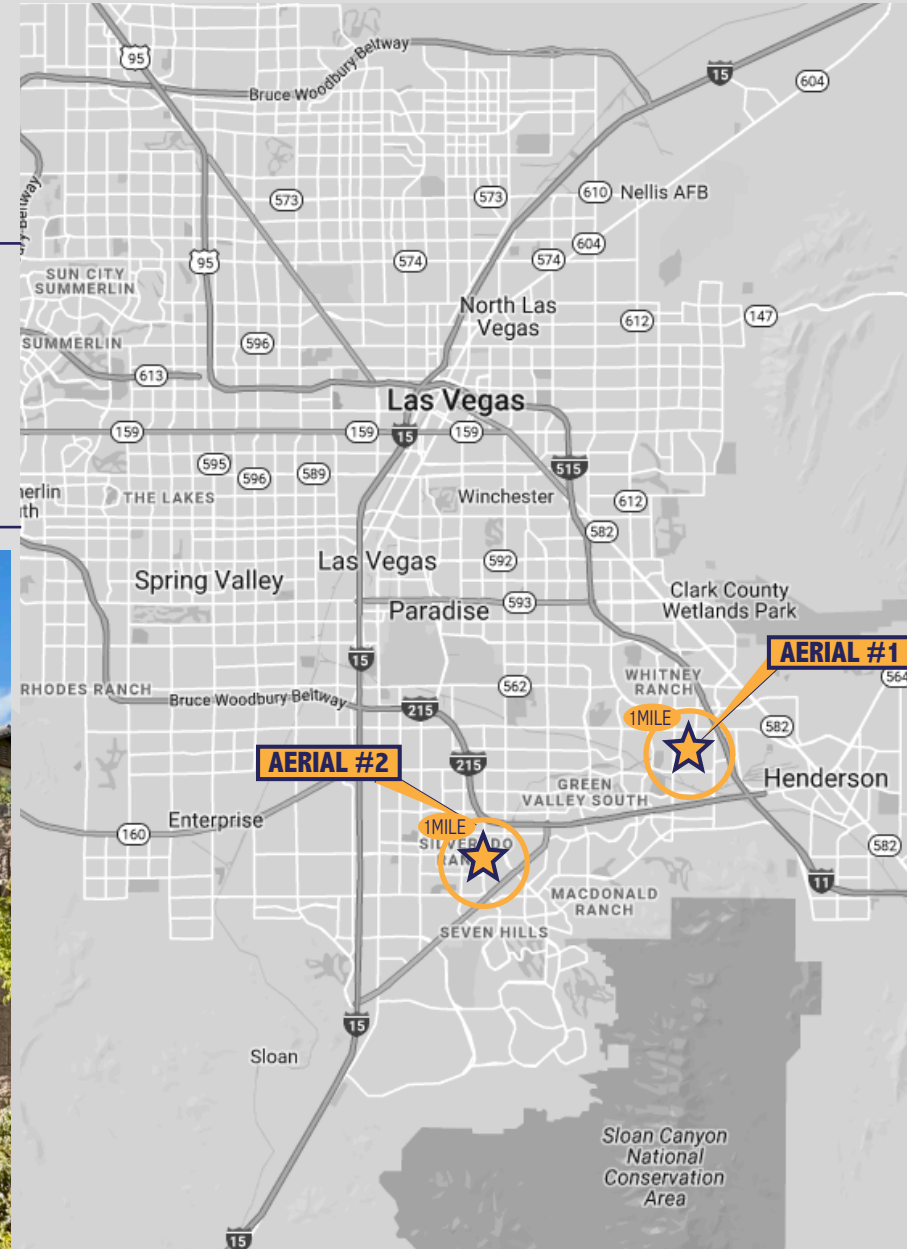 95
Bruce Woodbury Beltway
15
604
573
573
610
Nellis AFB
604
95
574
574
SUN CITY
SUMMERLIN
North Las
Vegas
612
147
SUMMERLIN
596
613
Las Vegas
159
159
15
159
595
596
589
515
THE LAKES
Winchester
612
582
Las Vegas
592
Spring Valley
Paradise
593
Clark County
Wetlands Park
AERIAL #1
15
562
WHITNEY
RANCH
564
RHODES RANCH
Bruce Woodbury Beltway
215
1MILE
582
AERIAL #2
215
GREEN
VALLEY SOUTH
Henderson
160
Enterprise
1MILE
582
11
MACDONALD
RANCH
SEVEN HILLS
15
Sloan
Sloan Canyon
National
Conservation
Area
15